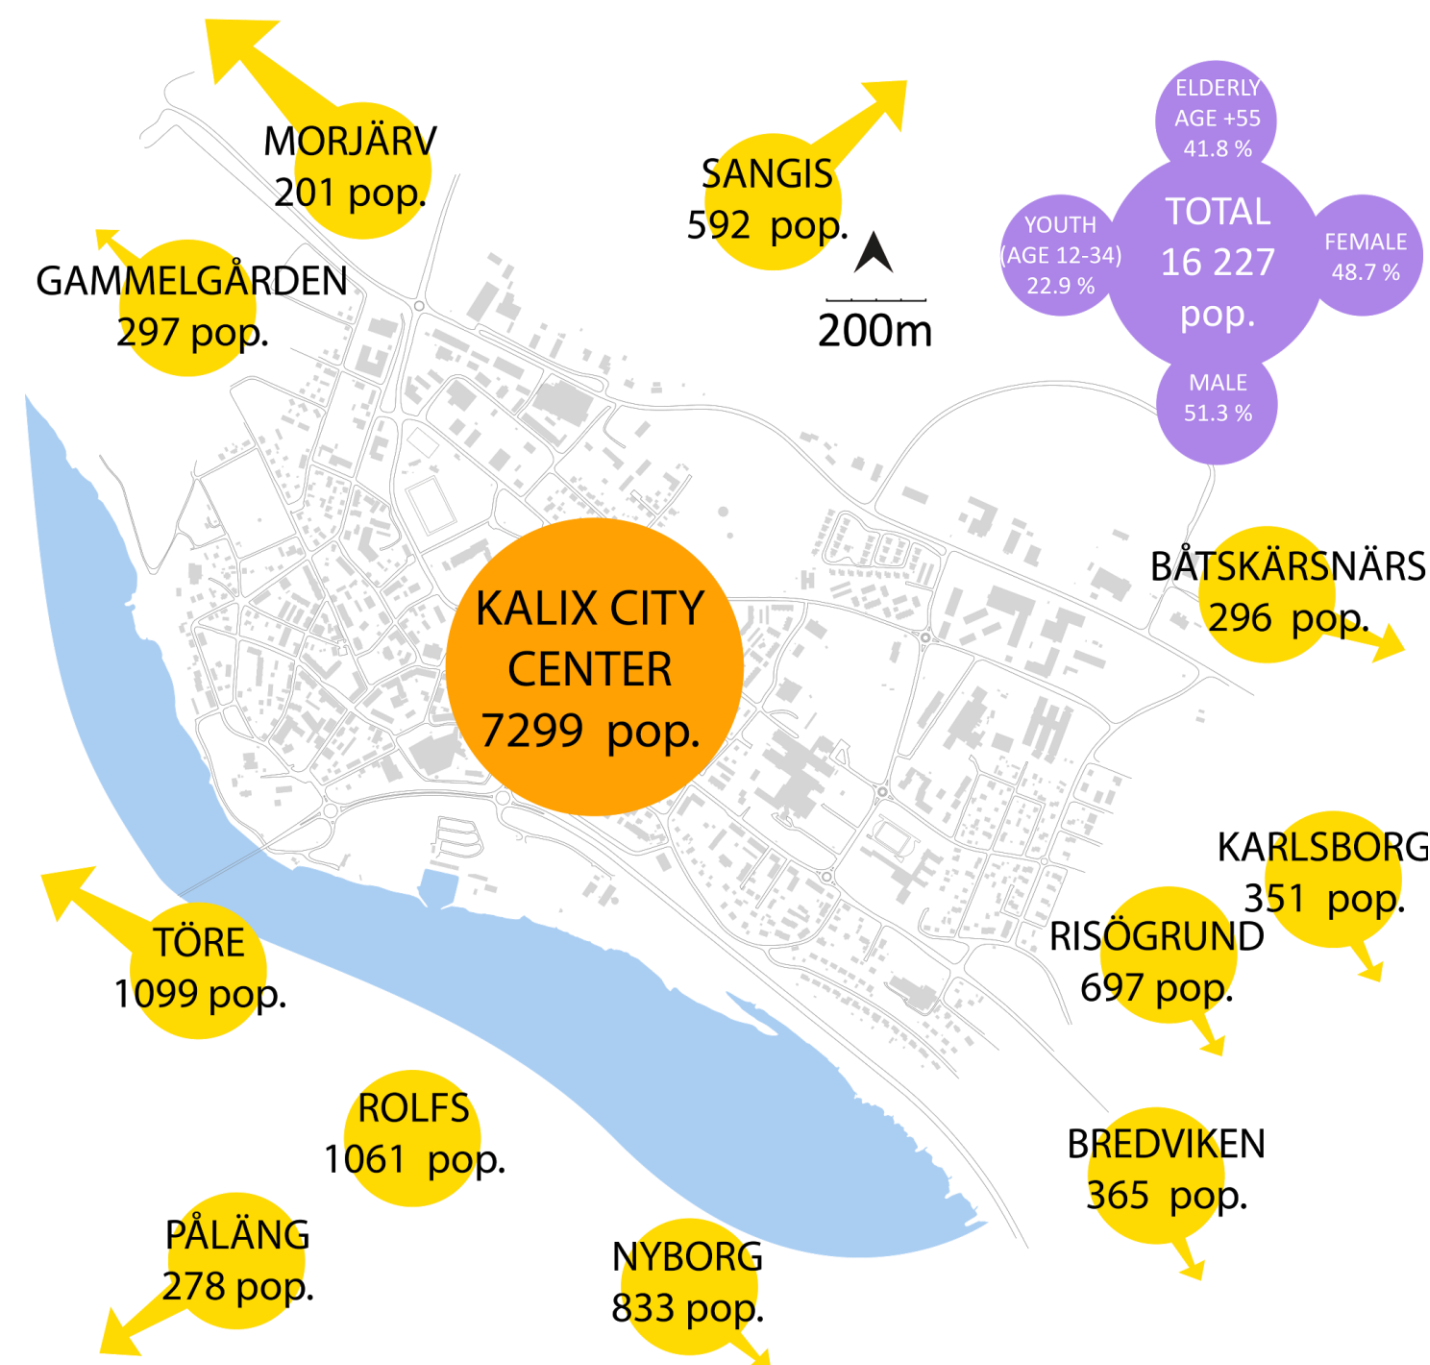 MORJÄRV
201 pop.
SANGIS
592 pop.
ELDERLY
AGE +55
41.8 %
TOTAL
16 227
pop.
YOUTH
(AGE 12-34)
22.9 %
FEMALE
48.7 %
MALE
51.3 %
GAMMELGÅRDEN
297 pop.
200m
KALIX CITY
CENTER
7299 pop.
BÅTSKÄRSNÄRS
296 pop.
KARLSBORG
351 pop.
RISÖGRUND
697 pop.
TÖRE
1099 pop.
ROLFS
1061 pop.
BREDVIKEN
365 pop.
PÅLÄNG
278 pop.
NYBORG
833 pop.